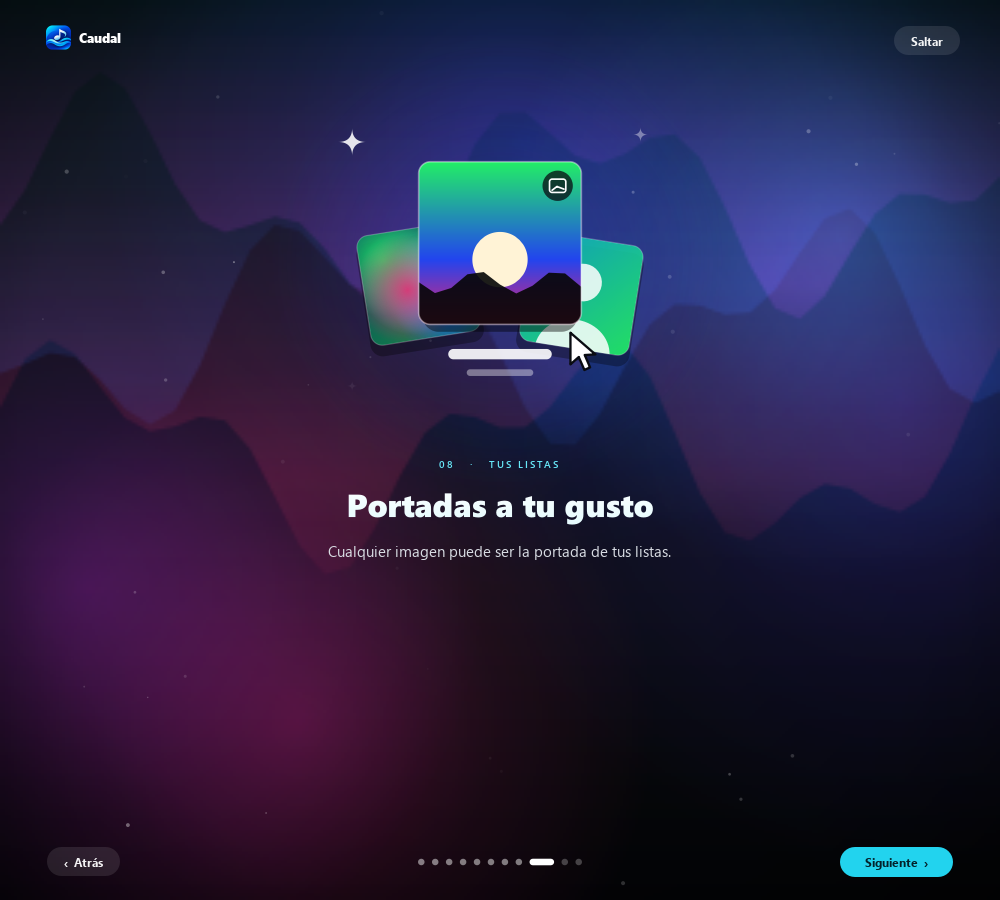 Caudal
Saltar
08 · TUS LISTAS
Portadas a tu gusto
Cualquier imagen puede ser la portada de tus listas.
‹ Atrás
Siguiente ›